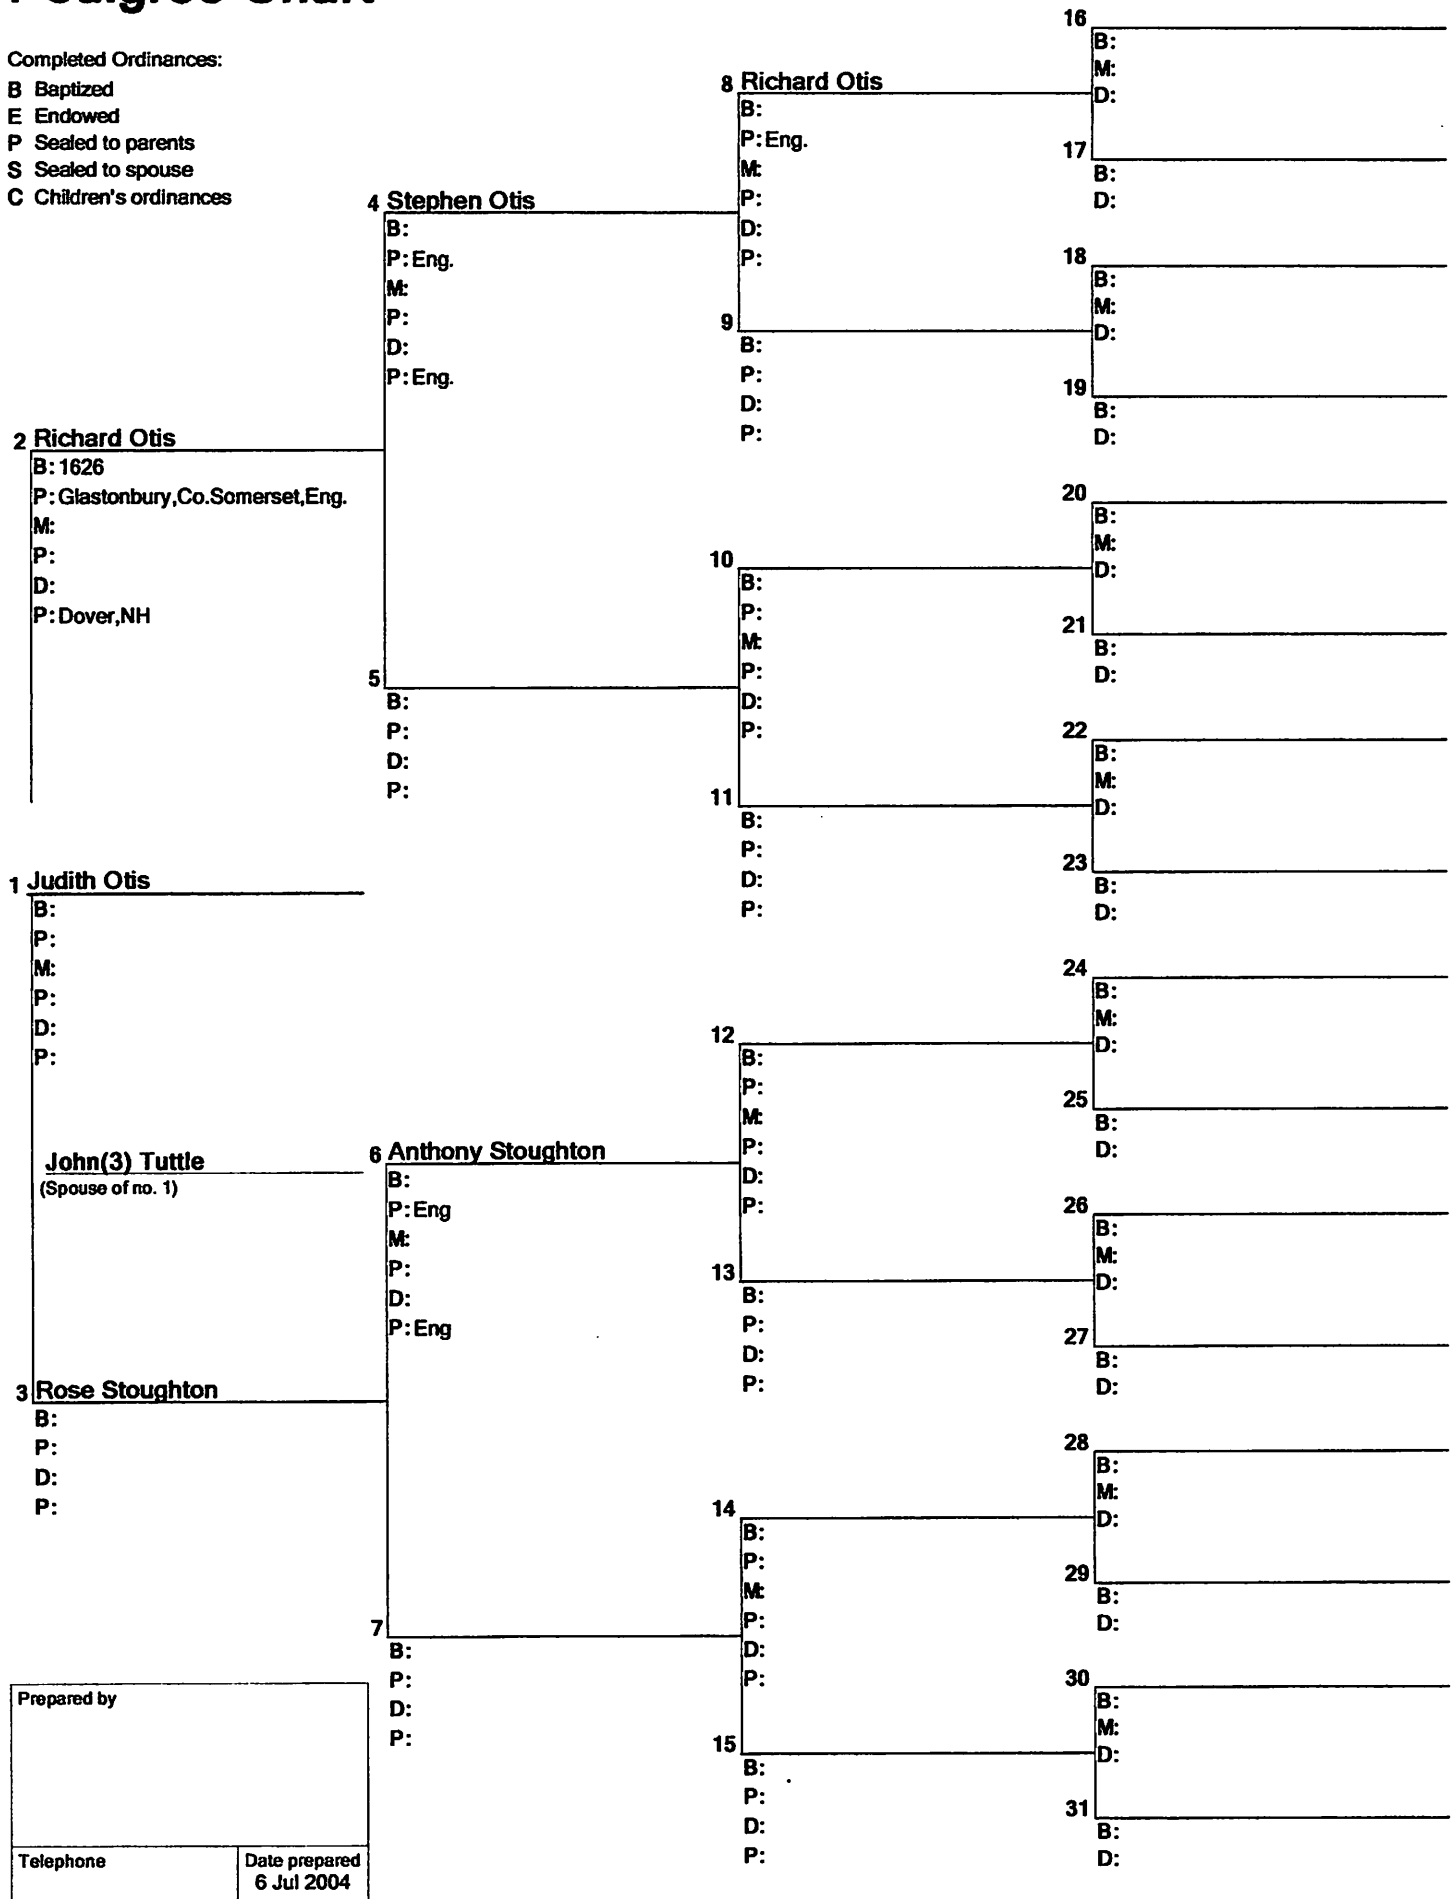 Pedigree Chart
Completed Ordinances:
B Baptized
E Endowed
P Sealed to parents
S Sealed to spouse
C Children's ordinances
2 Richard Otis
B: 1626
P: Glastonbury,Co.Somerset,Eng.
M:
P:
D:
P: Dover,NH
1 Judith Otis
B:
P:
M:
P:
D:
P:
John(3) Tuttle
(Spouse of no. 1)
3 Rose Stoughton
B:
P:
D:
P:
Prepared by
Telephone
Date prepared
6 Jul 2004
4 Stephen Otis
B:
P: Eng.
M:
P:
D:
P: Eng.
5
B:
P:
D:
P:
6 Anthony Stoughton
B:
P: Eng
M:
P:
D:
P: Eng
7
B:
P:
D:
P:
8 Richard Otis
B:
P: Eng.
M:
P:
D:
P:
9
B:
P:
D:
P:
10
B:
P:
M:
P:
D:
P:
11
B:
P:
D:
P:
12
B:
P:
M:
P:
D:
P:
13
B:
P:
D:
P:
14
B:
P:
M:
P:
D:
P:
15
B:
P:
D:
P:
16
B:
M:
D:
17
B:
D:
18
B:
M:
D:
19
B:
D:
20
B:
M:
D:
21
B:
D:
22
B:
M:
D:
23
B:
D:
24
B:
M:
D:
25
B:
D:
26
B:
M:
D:
27
B:
D:
28
B:
M:
D:
29
B:
D:
30
B:
M:
D:
31
B:
D: